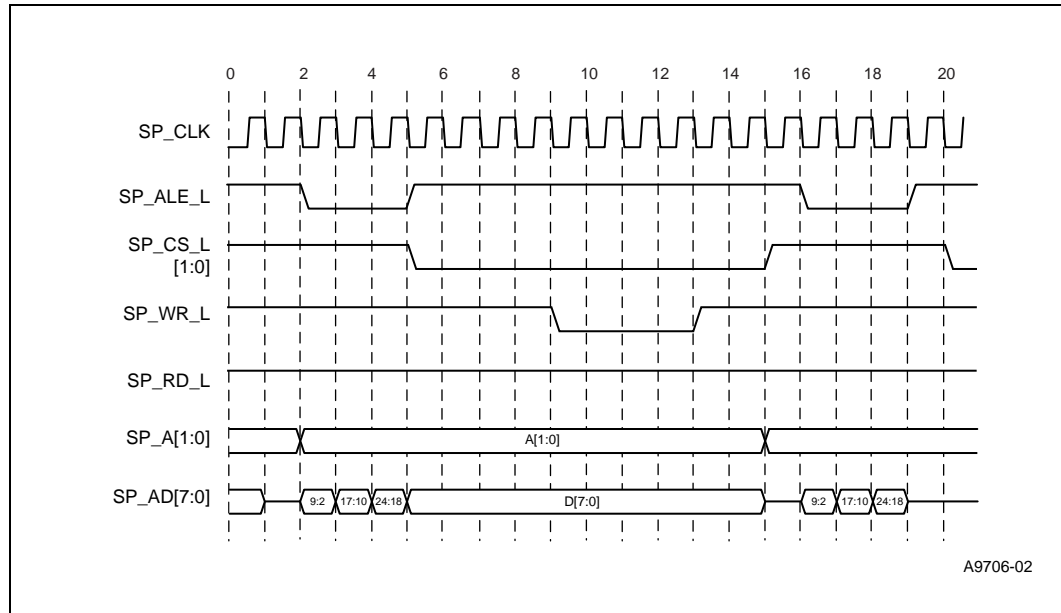 0 2 4 6 8 10 12 14 16 18 20
SP_CLK
SP_ALE_L
SP_CS_L
[1:0]
SP_WR_L
SP_RD_L
SP_A[1:0] A[1:0]
SP_AD[7:0] 9:2 17:10 24:18 D[7:0] 9:2 17:10 24:18
A9706-02